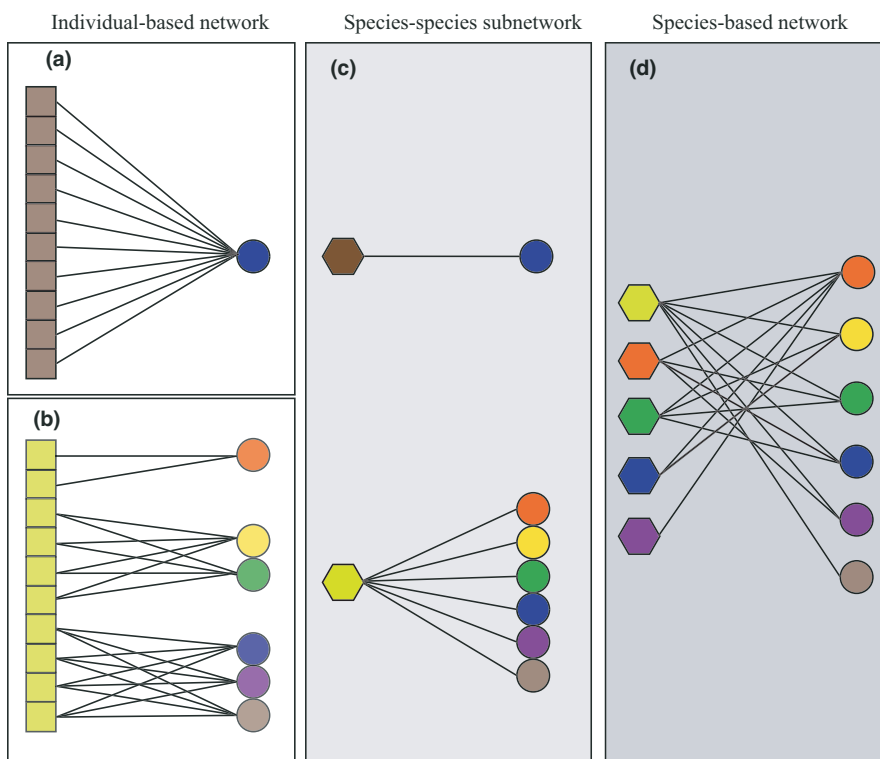 Individual-based network
Species-species subnetwork
Species-based network
(a)
(c)
(d)
(b)